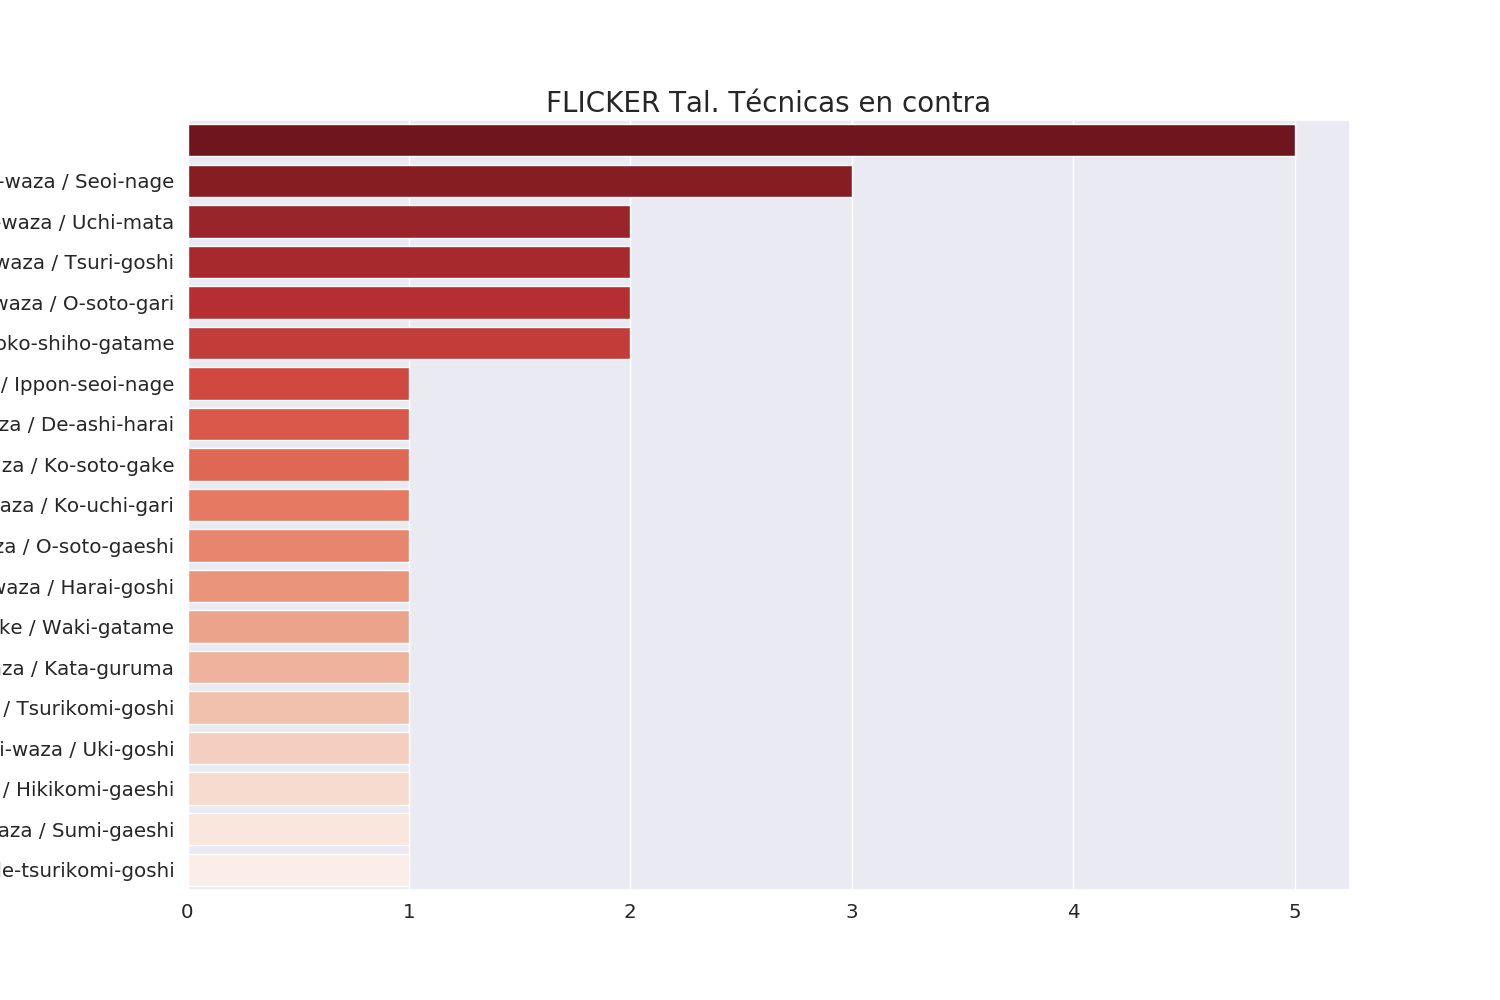 FLICKER Tal. Técnicas en contra
-waza / Seoi-nage
-waza / Uchi-mata
waza / Tsuri-goshi
waza / O-soto-gari
oko-shiho-gatame
/ Ippon-seoi-nage
za / De-ashi-harai
za / Ko-soto-gake
aza / Ko-uchi-gari
za / O-soto-gaeshi
waza / Harai-goshi
ke / Waki-gatame
aza / Kata-guruma
/ Tsurikomi-goshi
i-waza / Uki-goshi
/ Hikikomi-gaeshi
aza / Sumi-gaeshi
de-tsurikomi-goshi
0 1 2 3 4 5